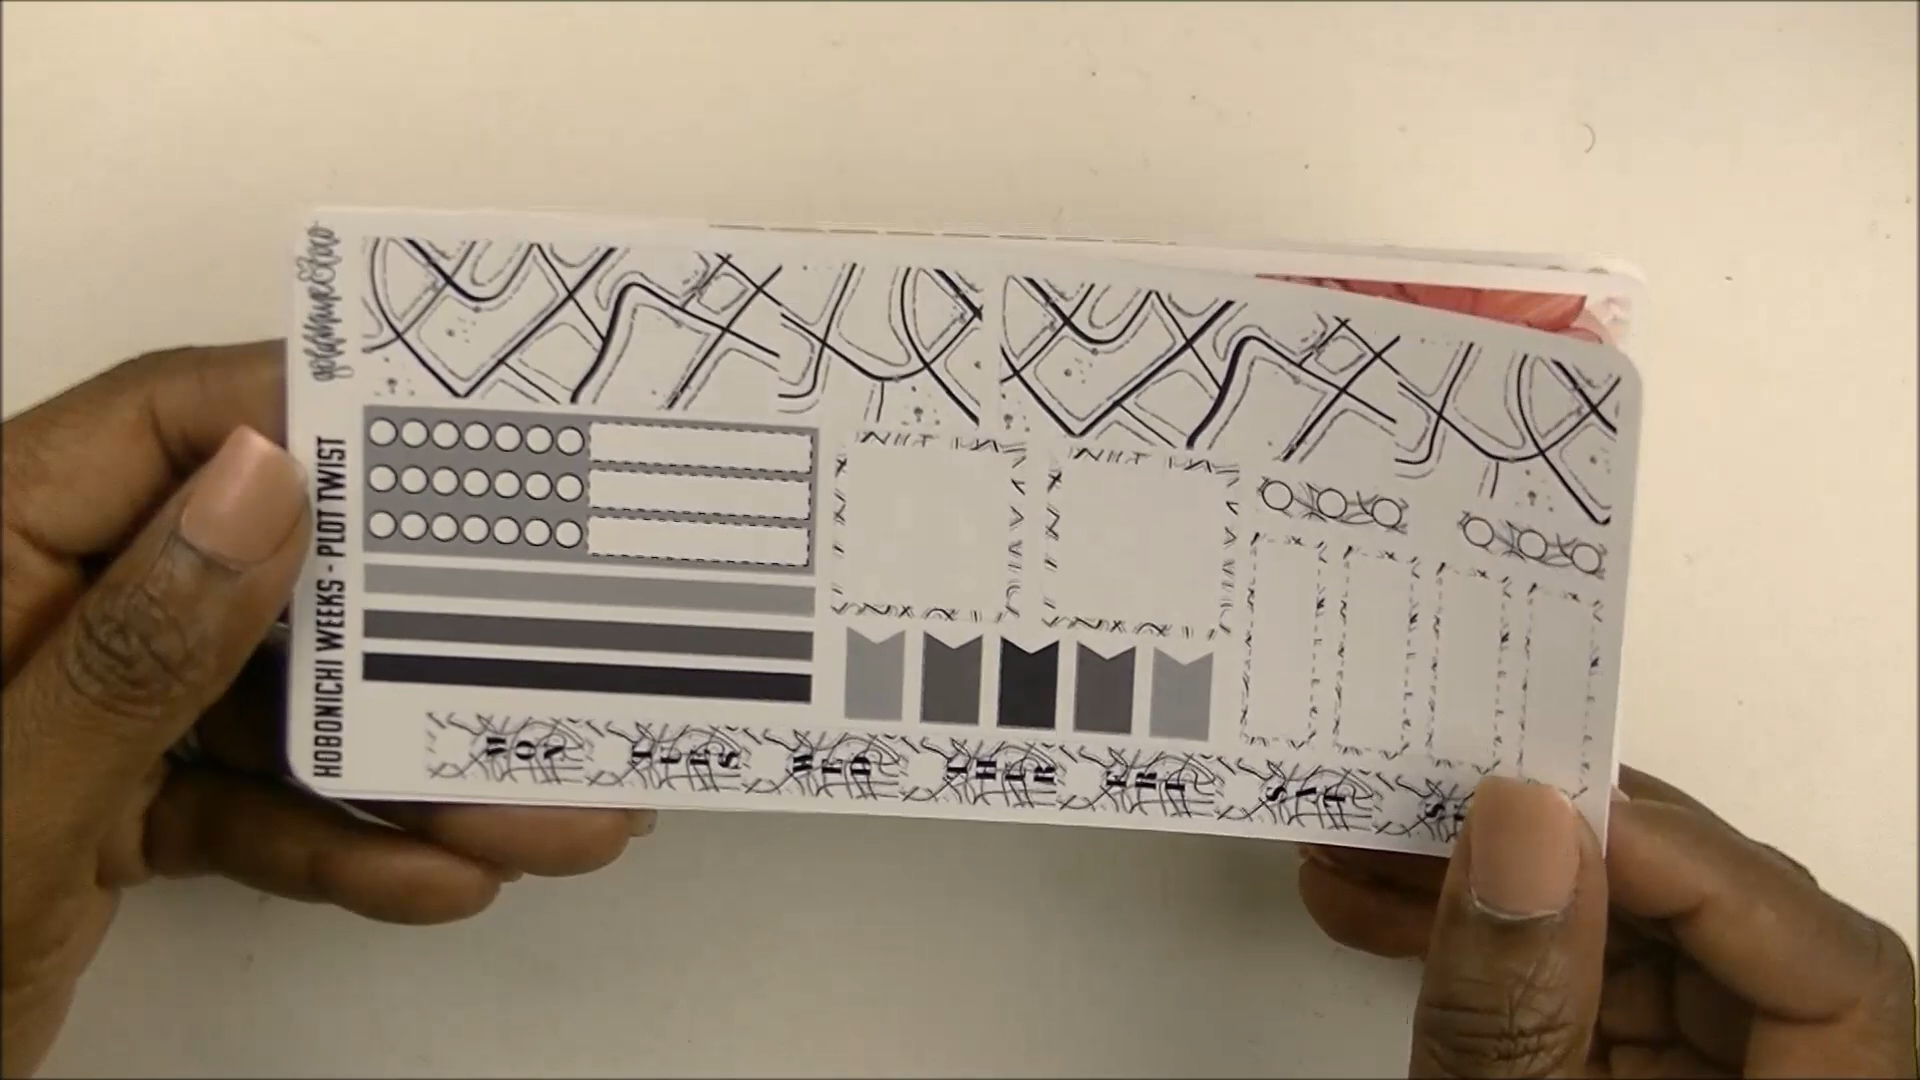 HOBONICHI WEEKS - PLOT TWIST
MON
TUES
WED
THUR
FRI
SAT